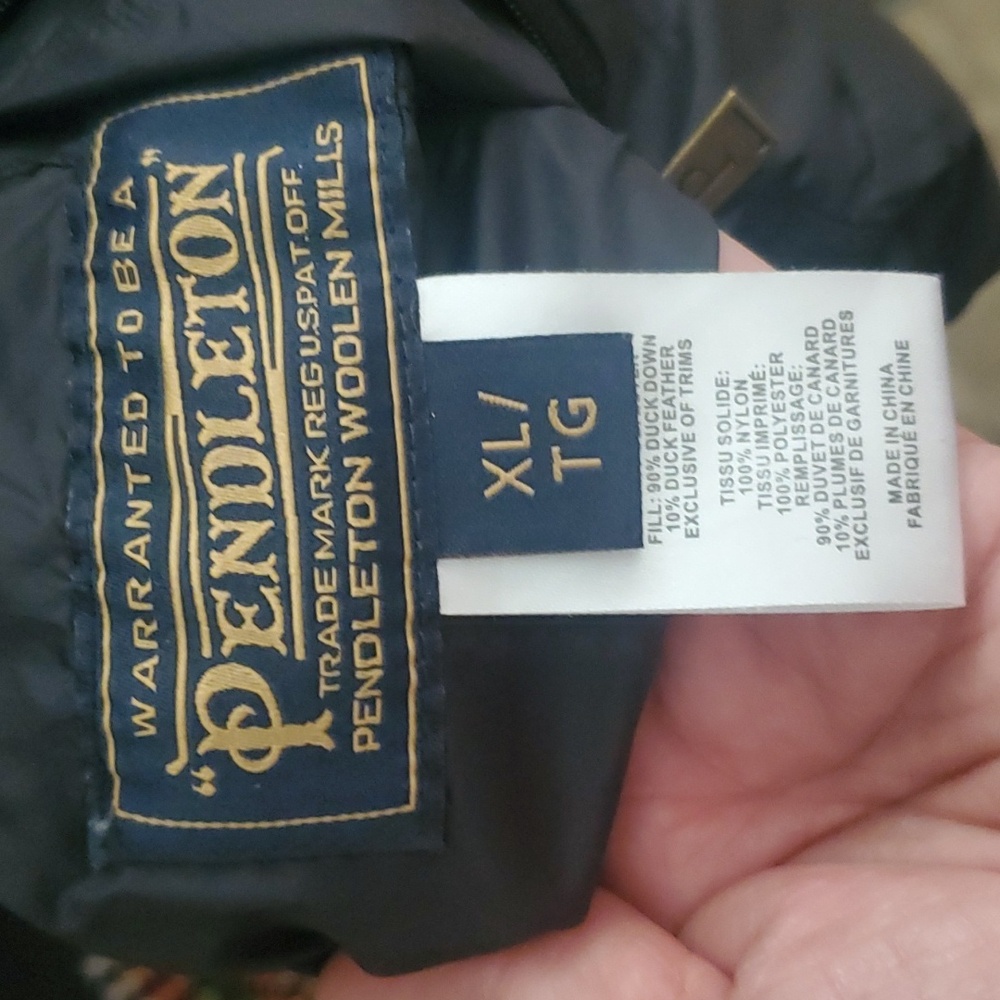 WARRANTED TO BE A
"PENDLETON"
TRADE MARK REG U.S.PAT.OFF.
PENDLETON WOOLEN MILLS
XL/
TG
FILL: 90% DUCK DOWN
10% DUCK FEATHER
EXCLUSIVE OF TRIMS
TISSU SOLIDE:
100% NYLON
TISSU IMPRIMÉ:
100% POLYESTER
REMPLISSAGE:
90% DUVET DE CANARD
10% PLUMES DE CANARD
EXCLUSIF DE GARNITURES
MADE IN CHINA
FABRIQUÉ EN CHINE